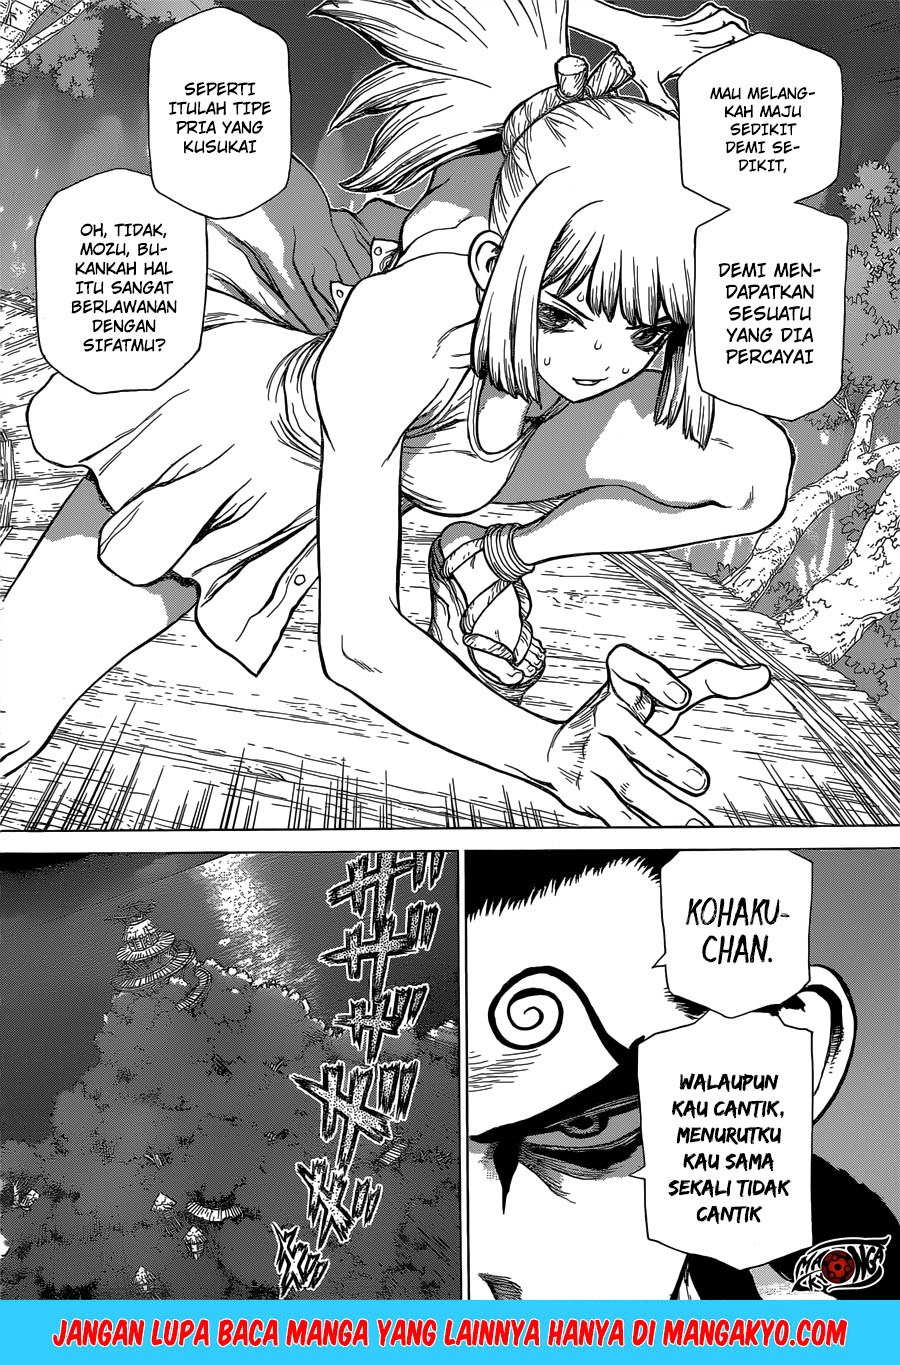 MAU MELANG-
KAH MAJU
SEDIKIT
DEMI SE-
DIKIT,
DEMI MEN-
DAPATKAN
SESUATU
YANG DIA
PERCAYAI
SEPERTI
ITULAH TIPE
PRIA YANG
KUSUKAI
OH, TIDAK,
MOZU, BU-
KANKAH HAL
ITU SANGAT
BERLAWANAN
DENGAN
SIFATMU?
KOHAKU-
CHAN.
WALAUPUN
KAU CANTIK,
MENURUTKU
KAU SAMA
SEKALI TIDAK
CANTIK
JANGAN LUPA BACA MANGA YANG LAINNYA HANYA DI MANGAKYO.COM